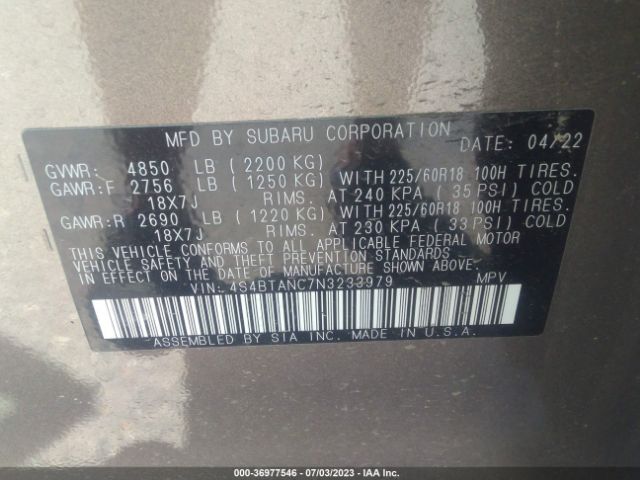 MFD BY SUBARU CORPORATION DATE: 04/22
GVWR: 4850 LB (2200 KG)
GAWR:F 2756 LB (1250 KG) WITH 225/60R18 100H TIRES.
18X7J RIMS. AT 240 KPA (35 PSI) COLD
GAWR:R 2690 LB (1220 KG) WITH 225/60R18 100H TIRES.
18X7J RIMS. AT 230 KPA (33 PSI) COLD
THIS VEHICLE CONFORMS TO ALL APPLICABLE FEDERAL MOTOR
VEHICLE SAFETY AND THEFT PREVENTION STANDARDS
IN EFFECT ON THE DATE OF MANUFACTURE SHOWN ABOVE.
VIN: 4S4BTANC7N3233979 MPV
ASSEMBLED BY SIA INC. MADE IN U.S.A.
00-36977546 | 07/03/2023 | IAA Inc.